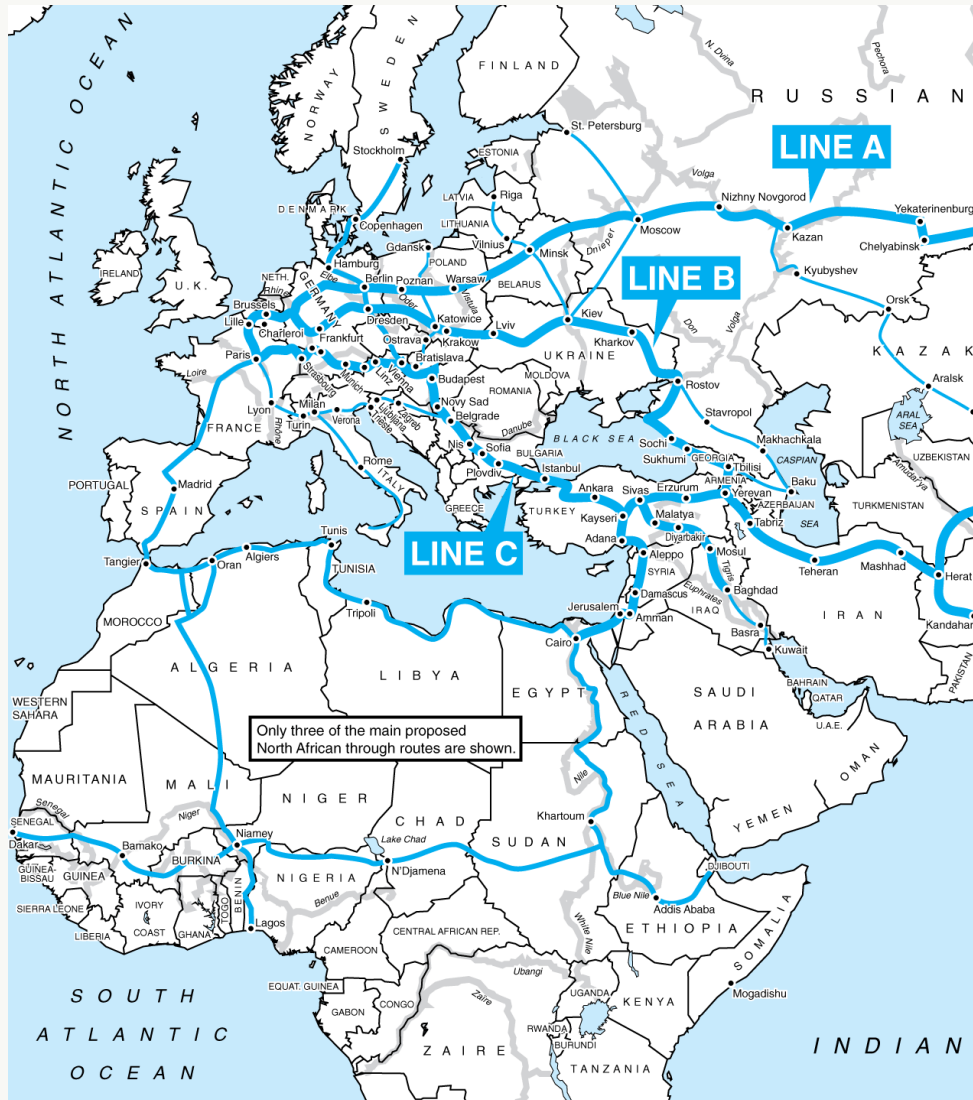 NORTH ATLANTIC OCEAN
NORWAY
SWEDEN
FINLAND
N. Dvina
Pechora
RUSSIAN
St. Petersburg
Stockholm
ESTONIA
LINE A
Volga
LATVIA
Riga
Nizhny Novgorod
Yekaterinenburg
DENMARK
Copenhagen
LITHUANIA
Vilnius
Dnieper
Moscow
Kazan
Chelyabinsk
Gdansk
Minsk
IRELAND
U.K.
NETH.
Hamburg
Elbe
POLAND
Kyubyshev
Rhine
GERMANY
Berlin
Poznan
Oder
Warsaw
Vistula
BELARUS
LINE B
Brussels
Orsk
Lille
Charleroi
Dresden
Katowice
Kiev
Don
Volga
Frankfurt
Ostrava
Krakow
Lviv
Kharkov
Paris
Bratislava
UKRAINE
KAZAK
Loire
Strasbourg
Munich
Linz
Vienna
Budapest
MOLDOVA
Rostov
Aralsk
ROMANIA
Lyon
Milan
Ljubljana
Zagreb
Novy Sad
Stavropol
ARAL
SEA
FRANCE
Rhône
Turin
Verona
Trieste
Belgrade
Danube
BLACK SEA
Sochi
Makhachkala
UZBEKISTAN
Nis
Sofia
BULGARIA
Sukhumi
GEORGIA
CASPIAN
Amudar'ya
Rome
ITALY
Plovdiv
Istanbul
Tbilisi
PORTUGAL
Madrid
Ankara
Sivas
Erzurum
ARMENIA
Baku
SPAIN
GREECE
TURKEY
Kayseri
Malatya
Yerevan
AZERBAIJAN
TURKMENISTAN
SEA
Diyarbakir
Tabriz
Tunis
LINE C
Adana
Aleppo
Mosul
Tangier
Oran
Algiers
TUNISIA
SYRIA
Tigris
Teheran
Mashhad
Herat
Damascus
Euphrates
IRAQ
Baghdad
Tripoli
Jerusalem
Amman
IRAN
MOROCCO
Cairo
Basra
Kandahar
Kuwait
ALGERIA
LIBYA
EGYPT
PAKISTAN
WESTERN
SAHARA
RED SEA
SAUDI
ARABIA
BAHRAIN
QATAR
U.A.E.
Only three of the main proposed
North African through routes are shown.
OMAN
MAURITANIA
MALI
NIGER
Nile
YEMEN
Senegal
SENEGAL
Niger
CHAD
Khartoum
Dakar
Bamako
Niamey
Lake Chad
SUDAN
BURKINA
GUINEA-
BISSAU
GUINEA
N'Djamena
DJIBOUTI
NIGERIA
Blue Nile
Addis Ababa
SIERRA LEONE
IVORY
COAST
GHANA
TOGO
BENIN
Benue
Lagos
White Nile
ETHIOPIA
SOMALIA
LIBERIA
CENTRAL AFRICAN REP.
CAMEROON
Ubangi
EQUAT. GUINEA
Zaire
UGANDA
KENYA
Mogadishu
SOUTH
ATLANTIC
OCEAN
GABON
CONGO
RWANDA
BURUNDI
ZAIRE
TANZANIA
INDIAN